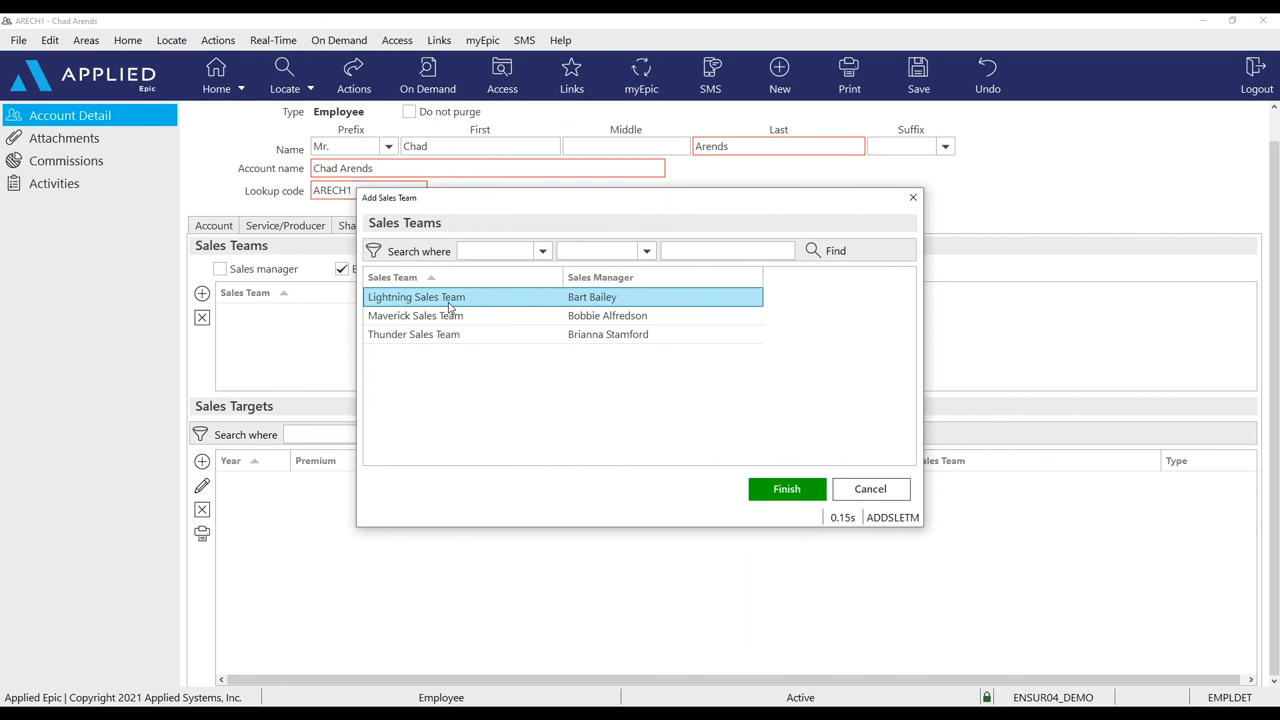 ARECH1 - Chad Arends
File Edit Areas Home Locate Actions Real-Time On Demand Access Links myEpic SMS Help
APPLIED
Epic
Home Locate Actions On Demand Access Links myEpic SMS New Print Save Undo Logout
Account Detail
Attachments
Commissions
Activities
Type Employee Do not purge
Prefix First Middle Last Suffix
Name Mr. Chad Arends
Account name Chad Arends
Lookup code ARECH1
Account Service/Producer
Sales Teams
Sales manager
Sales Team
Add Sales Team
Sales Teams
Search where Find
Sales Team Sales Manager
Lightning Sales Team Bart Bailey
Maverick Sales Team Bobbie Alfredson
Thunder Sales Team Brianna Stamford
Finish Cancel
0.15s ADDSLETM
Sales Targets
Search where
Year Premium Team Type
Applied Epic | Copyright 2021 Applied Systems, Inc. Employee Active ENSUR04_DEMO EMPLDET